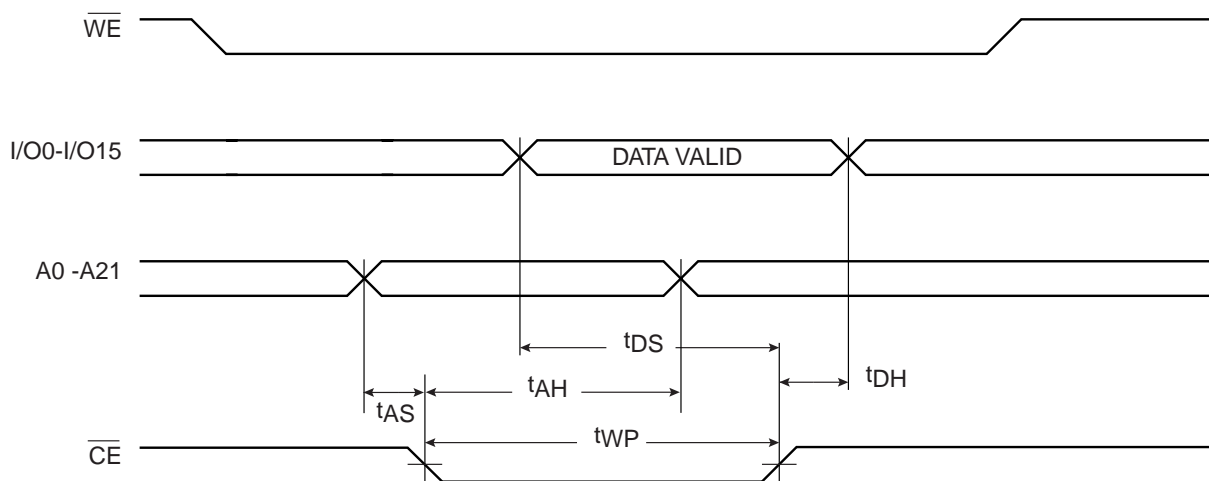 WE
I/O0-I/O15
DATA VALID
A0 -A21
tDS
tDH
tAH
tAS
tWP
CE